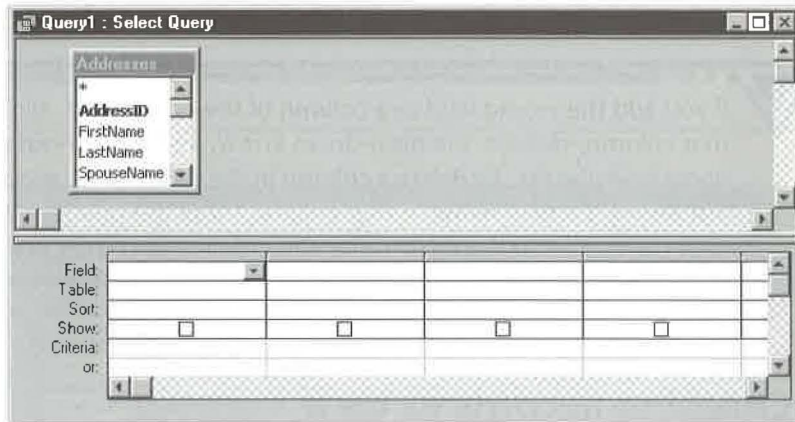 Query1 : Select Query
Addresses
*
AddressID
FirstName
LastName
SpouseName
Field:
Table:
Sort:
Show:
Criteria:
or: